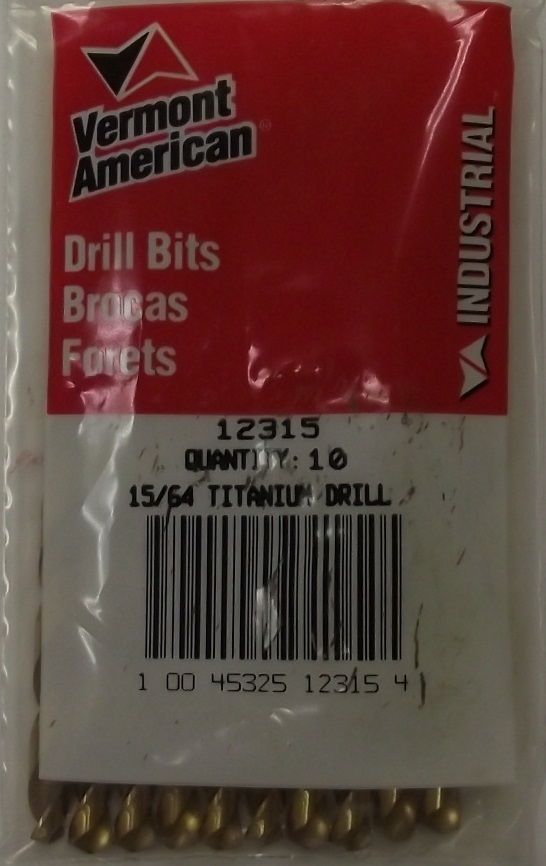 Vermont
American
Drill Bits
Brocas
Forets
INDUSTRIAL
12315
QUANTITY: 10
15/64 TITANIUM DRILL
1 00 45325 12315 4